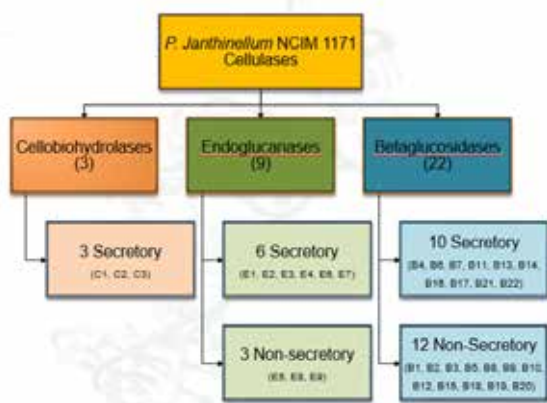 P. Janthinellum NCIM 1171
Cellulases
Cellobiohydrolases
(3)
Endoglucanases
(9)
Betaglucosidases
(22)
3 Secretory
(C1, C2, C3)
6 Secretory
(E1, E2, E3, E4, E6, E7)
10 Secretory
(B4, B6, B7, B11, B13, B14,
B16, B17, B21, B22)
3 Non-secretory
(E5, E8, E9)
12 Non-Secretory
(B1, B2, B3, B5, B8, B9, B10,
B12, B15, B18, B19, B20)